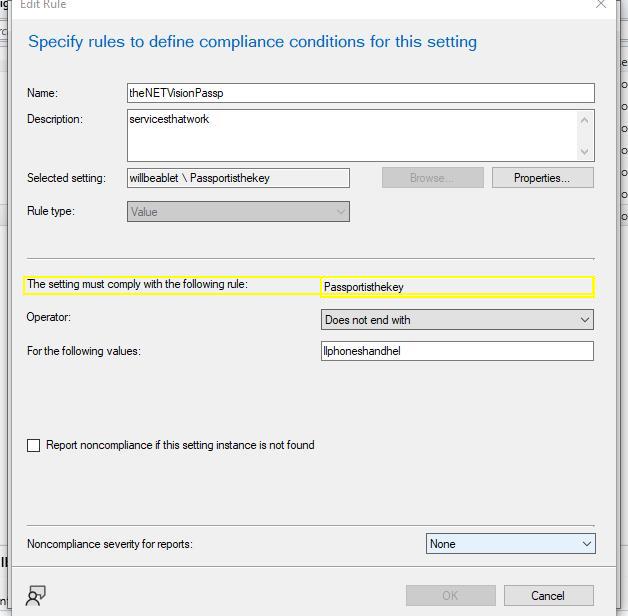 Edit Rule
Specify rules to define compliance conditions for this setting
Name: theNETVisionPassp
Description: servicesthatwork
Selected setting: willbeablet \ Passportisthekey Browse... Properties...
Rule type: Value
The setting must comply with the following rule: Passportisthekey
Operator: Does not end with
For the following values: llphoneshandhel
Report noncompliance if this setting instance is not found
Noncompliance severity for reports: None
OK Cancel